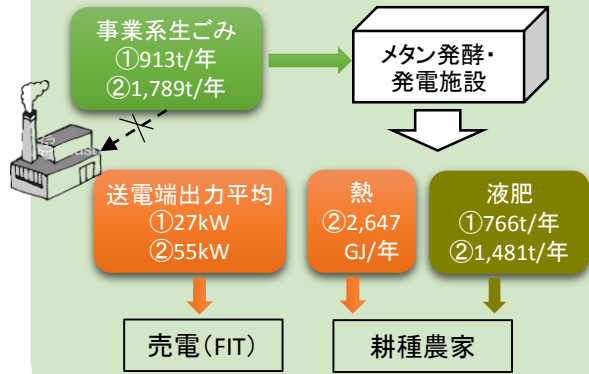 事業系生ごみ
①913t/年
②1,789t/年
メタン発酵・
発電施設
送電端出力平均
①27kW
②55kW
熱
②2,647
GJ/年
液肥
①766t/年
②1,481t/年
売電(FIT)
耕種農家